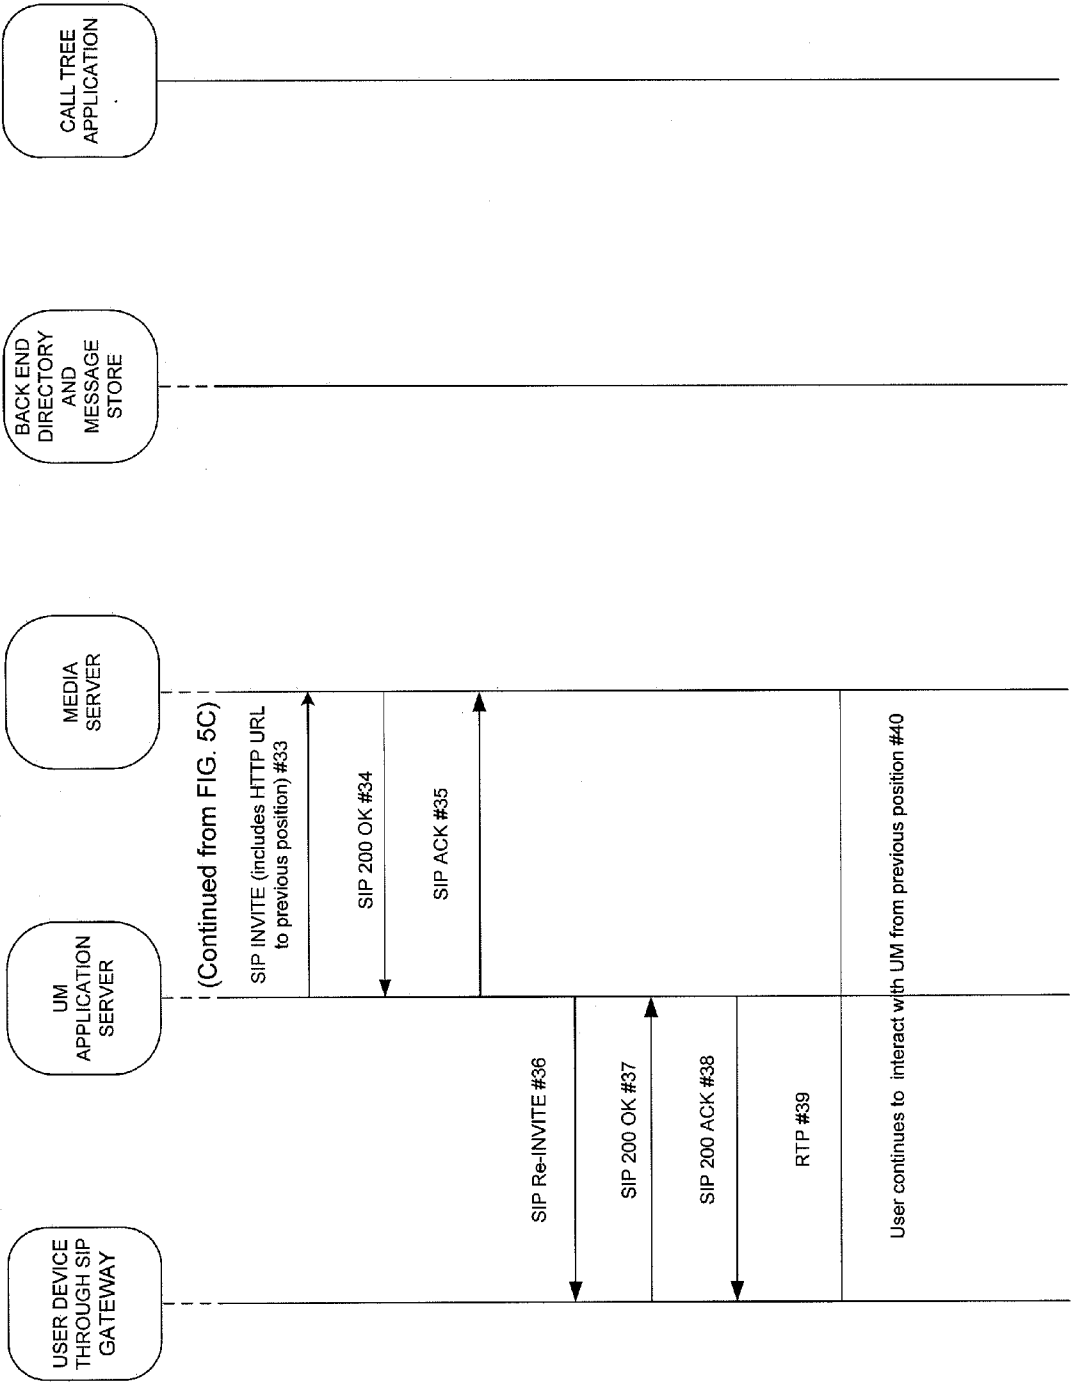 USER DEVICE
THROUGH SIP
GATEWAY
UM
APPLICATION
SERVER
MEDIA
SERVER
BACK END
DIRECTORY
AND
MESSAGE
STORE
CALL TREE
APPLICATION
(Continued from FIG. 5C)
SIP INVITE (includes HTTP URL
to previous position) #33
SIP 200 OK #34
SIP ACK #35
SIP Re-INVITE #36
SIP 200 OK #37
SIP 200 ACK #38
RTP #39
User continues to interact with UM from previous position #40